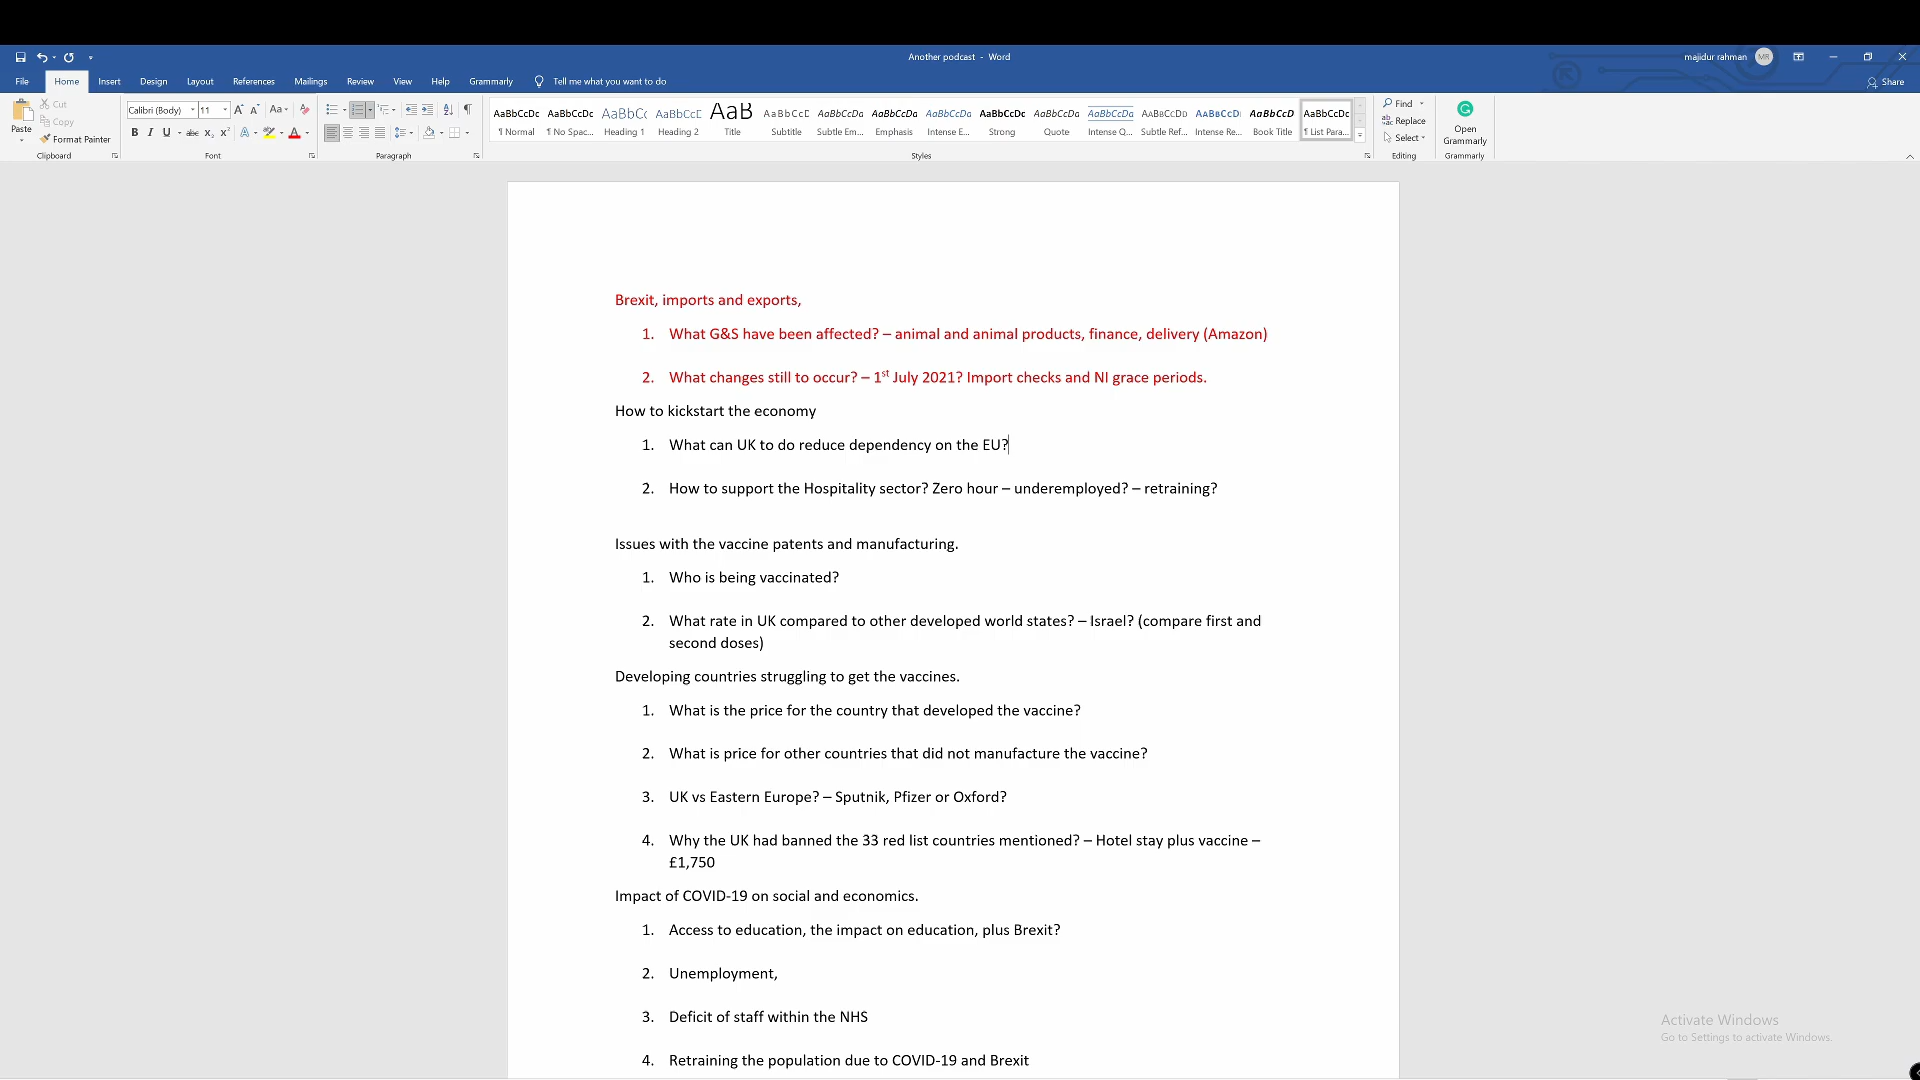 Another podcast - Word
majidur rahman
MR
File Home Insert Design Layout References Mailings Review View Help Grammarly Tell me what you want to do
Share
Paste
Cut
Copy
Format Painter
Clipboard
Calibri (Body) 11
Font
Paragraph
AaBbCcDc AaBbCcDc AaBbC( AaBbCcE AaB AaBbCcC AaBbCcDa AaBbCcDa AaBbCcDa AaBbCcDc AaBbCcDa AaBbCcDa AaBbCcDd AaBbCcDi AaBbCcD AaBbCcDc
¶ Normal ¶ No Spac... Heading 1 Heading 2 Title Subtitle Subtle Em... Emphasis Intense E... Strong Quote Intense Q... Subtle Ref... Intense Re... Book Title ¶ List Para...
Styles
Find
Replace
Select
Editing
Open
Grammarly
Grammarly
Brexit, imports and exports,
1. What G&S have been affected? – animal and animal products, finance, delivery (Amazon)
2. What changes still to occur? – 1st July 2021? Import checks and NI grace periods.
How to kickstart the economy
1. What can UK to do reduce dependency on the EU?
2. How to support the Hospitality sector? Zero hour – underemployed? – retraining?
Issues with the vaccine patents and manufacturing.
1. Who is being vaccinated?
2. What rate in UK compared to other developed world states? – Israel? (compare first and
second doses)
Developing countries struggling to get the vaccines.
1. What is the price for the country that developed the vaccine?
2. What is price for other countries that did not manufacture the vaccine?
3. UK vs Eastern Europe? – Sputnik, Pfizer or Oxford?
4. Why the UK had banned the 33 red list countries mentioned? – Hotel stay plus vaccine –
£1,750
Impact of COVID-19 on social and economics.
1. Access to education, the impact on education, plus Brexit?
2. Unemployment,
3. Deficit of staff within the NHS
4. Retraining the population due to COVID-19 and Brexit
Activate Windows
Go to Settings to activate Windows.